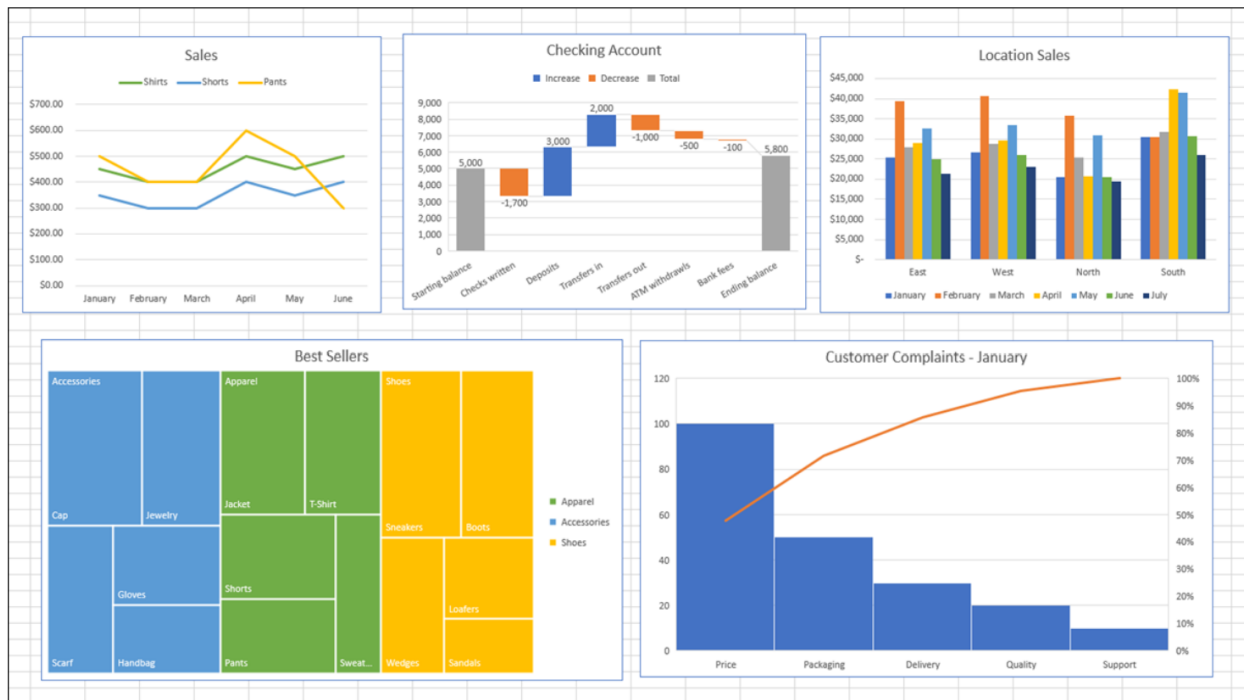 Sales
Shirts Shorts Pants
$700.00
$600.00
$500.00
$400.00
$300.00
$200.00
$100.00
$0.00
January February March April May June
Checking Account
Increase Decrease Total
9,000
8,000
7,000
6,000
5,000
4,000
3,000
2,000
1,000
0
5,000
-1,700
3,000
2,000
-1,000
-500
-100
5,800
Starting balance
Checks written
Deposits
Transfers in
Transfers out
ATM withdrawls
Bank fees
Ending balance
Location Sales
$45,000
$40,000
$35,000
$30,000
$25,000
$20,000
$15,000
$10,000
$5,000
$-
East West North South
January February March April May June July
Best Sellers
Accessories
Cap
Jewelry
Scarf
Gloves
Handbag
Apparel
Jacket
T-Shirt
Shorts
Pants
Sweat...
Shoes
Sneakers
Boots
Wedges
Loafers
Sandals
Apparel
Accessories
Shoes
Customer Complaints - January
120
100
80
60
40
20
0
100%
90%
80%
70%
60%
50%
40%
30%
20%
10%
0%
Price Packaging Delivery Quality Support